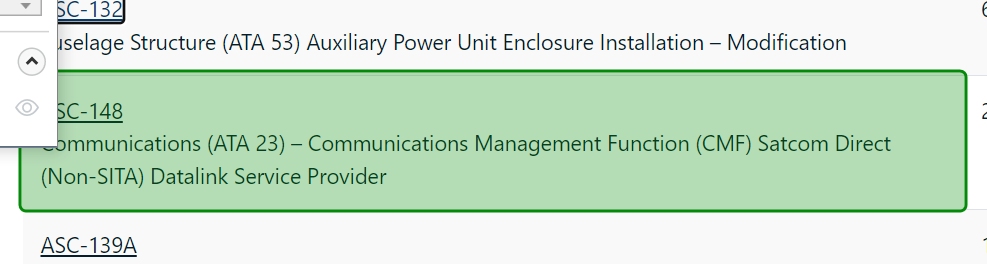 SC-132
uselage Structure (ATA 53) Auxiliary Power Unit Enclosure Installation – Modification
SC-148
ommunications (ATA 23) – Communications Management Function (CMF) Satcom Direct
(Non-SITA) Datalink Service Provider
ASC-139A